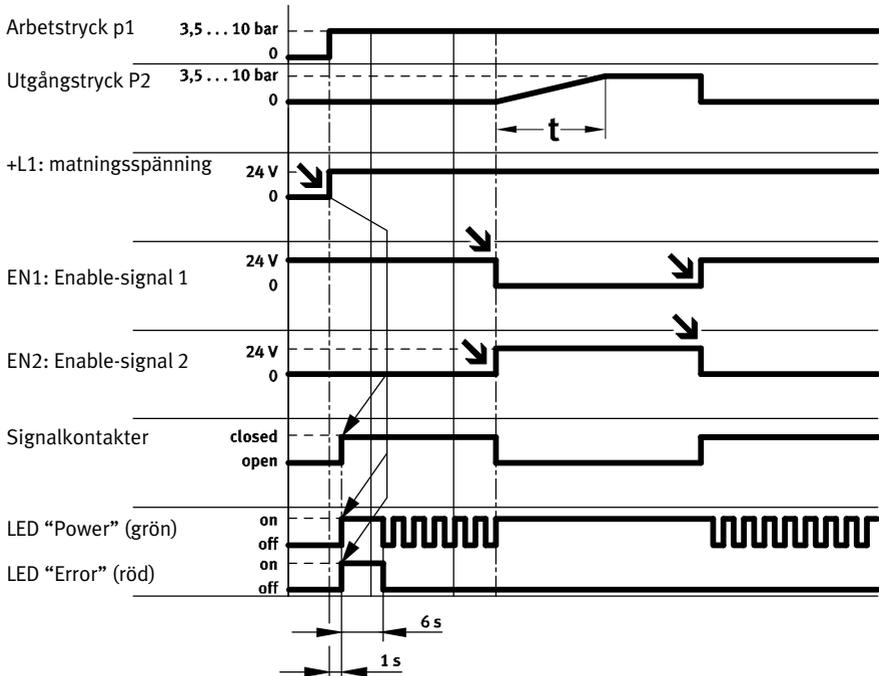 Arbetstryck p1 3,5 ... 10 bar
0
Utgångstryck P2 3,5 ... 10 bar
0
t
+L1: matningsspänning 24 V
0
EN1: Enable-signal 1 24 V
0
EN2: Enable-signal 2 24 V
0
Signalkontakter closed
open
LED “Power” (grön) on
off
LED “Error” (röd) on
off
6 s
1 s